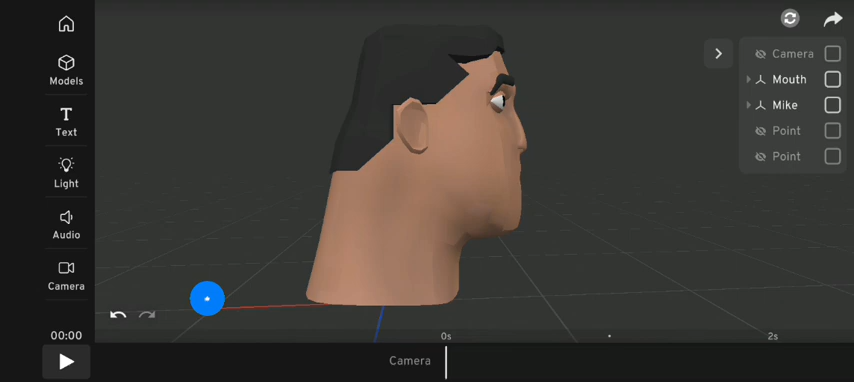 Models
Text
Light
Audio
Camera
00:00
Camera
Mouth
Mike
Point
Point
0s
2s
Camera